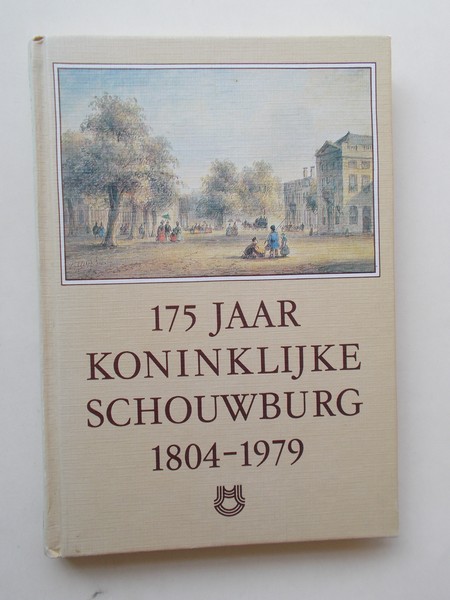 175 JAAR
KONINKLIJKE
SCHOUWBURG
1804-1979